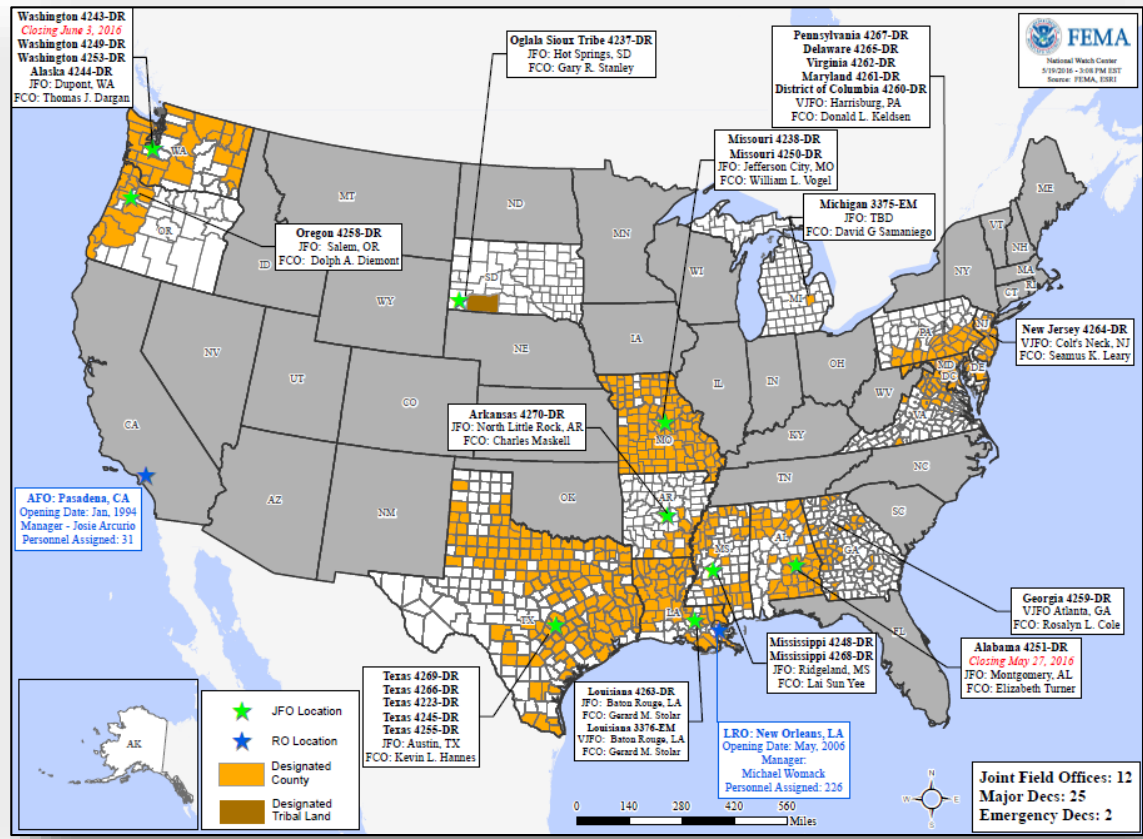 Washington 4243-DR
Closing June 3, 2016
Washington 4249-DR
Washington 4253-DR
Alaska 4244-DR
JFO: Dupont, WA
FCO: Thomas J. Dargan
Oglala Sioux Tribe 4237-DR
JFO: Hot Springs, SD
FCO: Gary R. Stanley
Pennsylvania 4267-DR
Delaware 4265-DR
Virginia 4262-DR
Maryland 4261-DR
District of Columbia 4260-DR
VJFO: Harrisburg, PA
FCO: Donald L. Keldsen
FEMA
National Watch Center
5/19/2016 - 3:08 PM EST
Source: FEMA, ESRI
Missouri 4238-DR
Missouri 4250-DR
JFO: Jefferson City, MO
FCO: William L. Vogel
Michigan 3375-EM
JFO: TBD
FCO: David G Samaniego
Oregon 4258-DR
JFO: Salem, OR
FCO: Dolph A. Diemont
New Jersey 4264-DR
VJFO: Colt's Neck, NJ
FCO: Seamus K. Leary
Arkansas 4270-DR
JFO: North Little Rock, AR
FCO: Charles Maskell
AFO: Pasadena, CA
Opening Date: Jan, 1994
Manager - Josie Arcurio
Personnel Assigned: 31
Georgia 4259-DR
VJFO Atlanta, GA
FCO: Rosalyn L. Cole
Alabama 4251-DR
Closing May 27, 2016
JFO: Montgomery, AL
FCO: Elizabeth Turner
Mississippi 4248-DR
Mississippi 4268-DR
JFO: Ridgeland, MS
FCO: Lai Sun Yee
Texas 4269-DR
Texas 4266-DR
Texas 4223-DR
Texas 4245-DR
Texas 4255-DR
JFO: Austin, TX
FCO: Kevin L. Hannes
Louisiana 4263-DR
JFO: Baton Rouge, LA
FCO: Gerard M. Stolar
Louisiana 3376-EM
VJFO: Baton Rouge, LA
FCO: Gerard M. Stolar
LRO: New Orleans, LA
Opening Date: May, 2006
Manager:
Michael Womack
Personnel Assigned: 226
WA
OR
ID
MT
ND
SD
MN
WI
MI
WY
NE
IA
NV
UT
CO
CA
AZ
NM
OK
TX
MO
AR
LA
MS
AL
GA
FL
TN
KY
IL
IN
OH
WV
VA
NC
SC
PA
NY
NJ
MD
DC
DE
CT
RI
MA
NH
VT
ME
AK
JFO Location
RO Location
Designated
County
Designated
Tribal Land
0 140 280 420 560
Miles
N
W
E
S
Joint Field Offices: 12
Major Decs: 25
Emergency Decs: 2